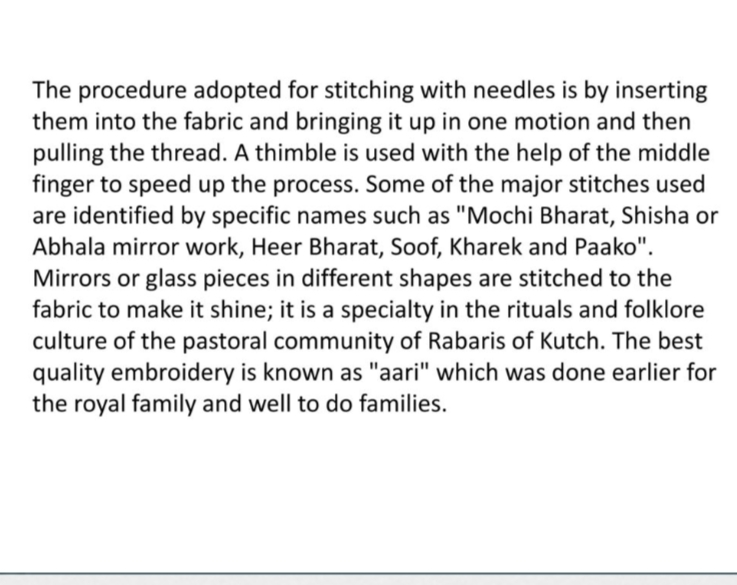 The procedure adopted for stitching with needles is by inserting
them into the fabric and bringing it up in one motion and then
pulling the thread. A thimble is used with the help of the middle
finger to speed up the process. Some of the major stitches used
are identified by specific names such as "Mochi Bharat, Shisha or
Abhala mirror work, Heer Bharat, Soof, Kharek and Paako".
Mirrors or glass pieces in different shapes are stitched to the
fabric to make it shine; it is a specialty in the rituals and folklore
culture of the pastoral community of Rabaris of Kutch. The best
quality embroidery is known as "aari" which was done earlier for
the royal family and well to do families.